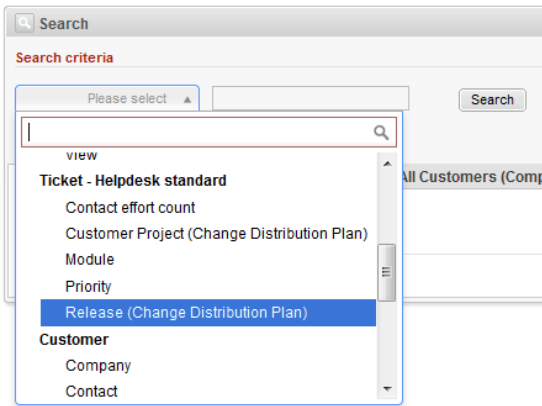 Search
Search criteria
Please select
Search
View
All Customers (Comp
Ticket - Helpdesk standard
Contact effort count
Customer Project (Change Distribution Plan)
Module
Priority
Release (Change Distribution Plan)
Customer
Company
Contact